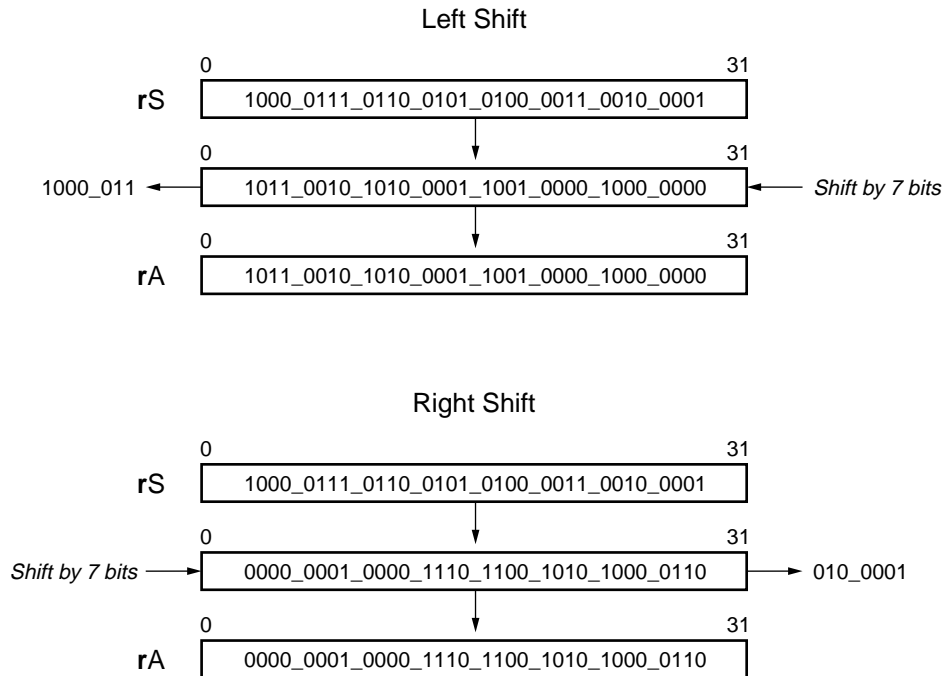 Left Shift
0 31
rS 1000_0111_0110_0101_0100_0011_0010_0001
0 31
1000_011 1011_0010_1010_0001_1001_0000_1000_0000 Shift by 7 bits
0 31
rA 1011_0010_1010_0001_1001_0000_1000_0000
Right Shift
0 31
rS 1000_0111_0110_0101_0100_0011_0010_0001
0 31
Shift by 7 bits 0000_0001_0000_1110_1100_1010_1000_0110 010_0001
0 31
rA 0000_0001_0000_1110_1100_1010_1000_0110